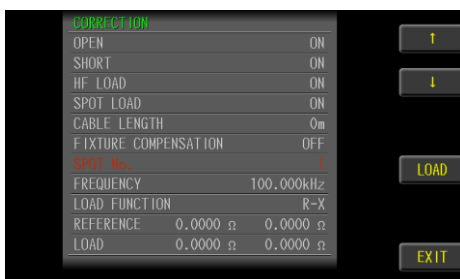 CORRECTION
OPEN ON
SHORT ON
HF LOAD ON
SPOT LOAD ON
CABLE LENGTH 0m
FIXTURE COMPENSATION OFF
SPOT No. 1
FREQUENCY 100.000kHz
LOAD FUNCTION R-X
REFERENCE 0.0000 Ω 0.0000 Ω
LOAD 0.0000 Ω 0.0000 Ω
↑
↓
LOAD
EXIT